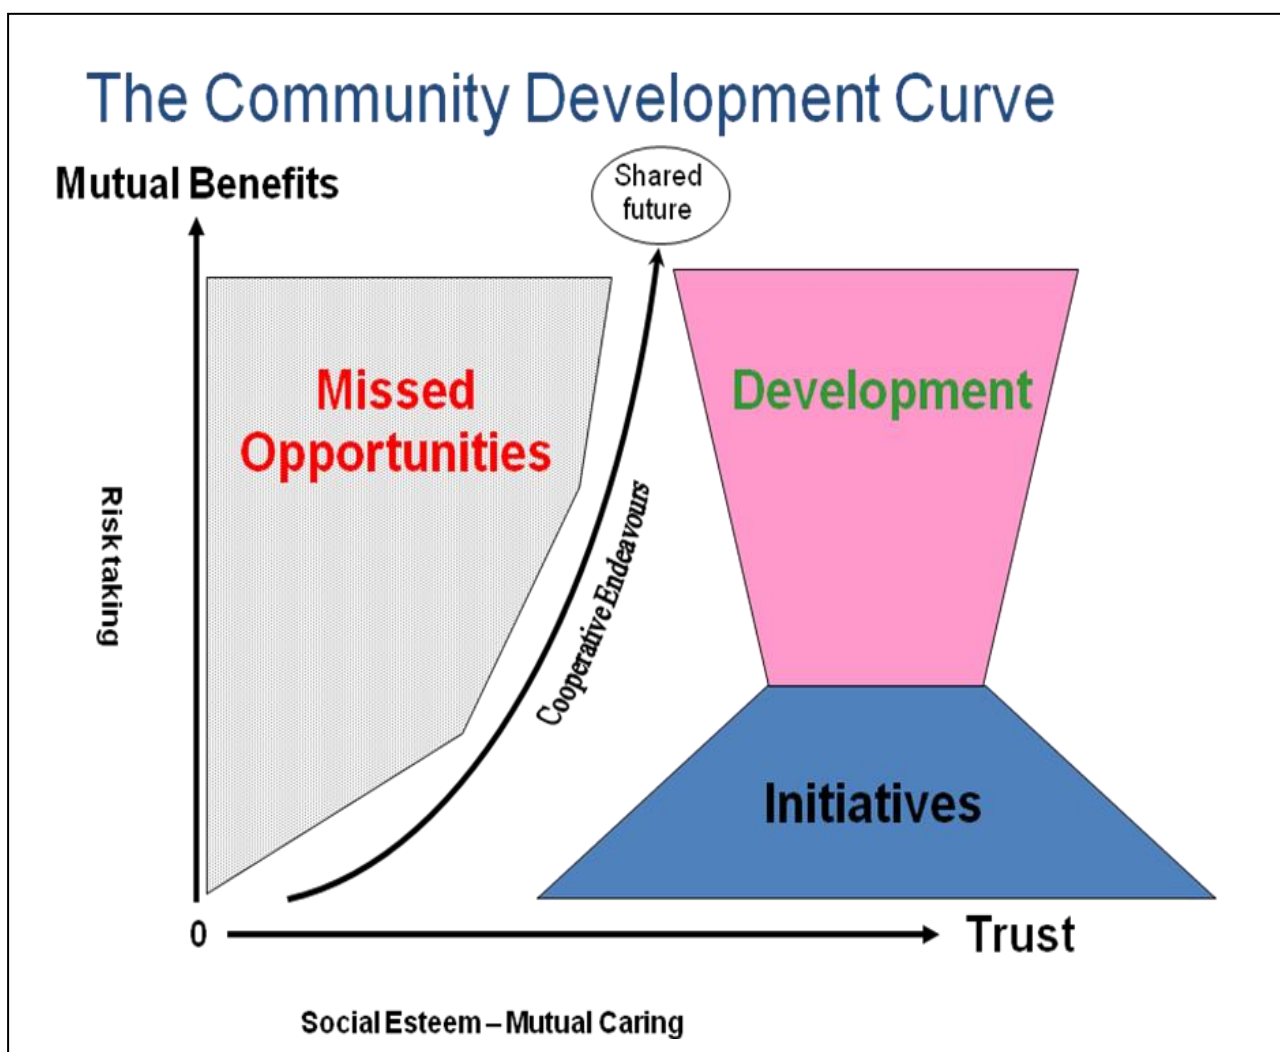 The Community Development Curve
Mutual Benefits
Shared
future
Missed
Opportunities
Development
Risk taking
Cooperative Endeavours
Initiatives
0
Trust
Social Esteem – Mutual Caring